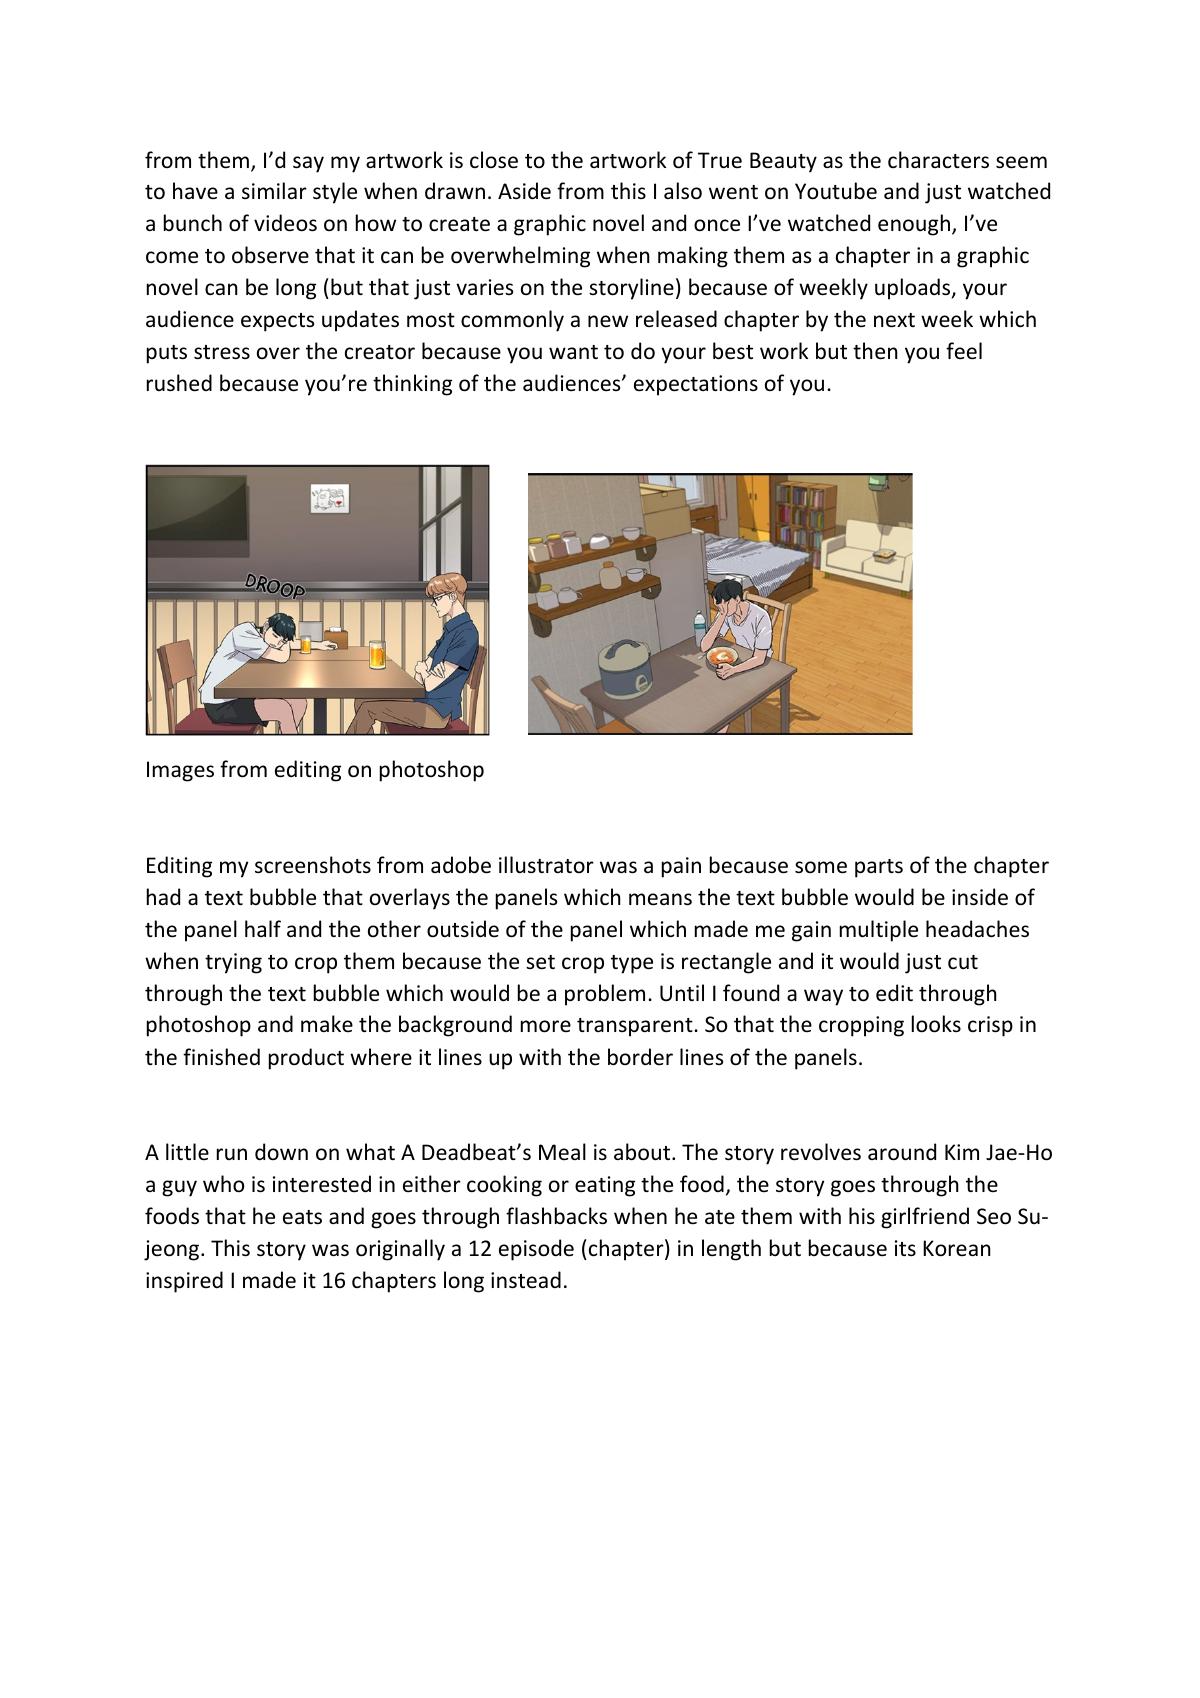 from them, I’d say my artwork is close to the artwork of True Beauty as the characters seem
to have a similar style when drawn. Aside from this I also went on Youtube and just watched
a bunch of videos on how to create a graphic novel and once I’ve watched enough, I’ve
come to observe that it can be overwhelming when making them as a chapter in a graphic
novel can be long (but that just varies on the storyline) because of weekly uploads, your
audience expects updates most commonly a new released chapter by the next week which
puts stress over the creator because you want to do your best work but then you feel
rushed because you’re thinking of the audiences’ expectations of you.
DROOP
Images from editing on photoshop
Editing my screenshots from adobe illustrator was a pain because some parts of the chapter
had a text bubble that overlays the panels which means the text bubble would be inside of
the panel half and the other outside of the panel which made me gain multiple headaches
when trying to crop them because the set crop type is rectangle and it would just cut
through the text bubble which would be a problem. Until I found a way to edit through
photoshop and make the background more transparent. So that the cropping looks crisp in
the finished product where it lines up with the border lines of the panels.
A little run down on what A Deadbeat’s Meal is about. The story revolves around Kim Jae-Ho
a guy who is interested in either cooking or eating the food, the story goes through the
foods that he eats and goes through flashbacks when he ate them with his girlfriend Seo Su-
jeong. This story was originally a 12 episode (chapter) in length but because its Korean
inspired I made it 16 chapters long instead.